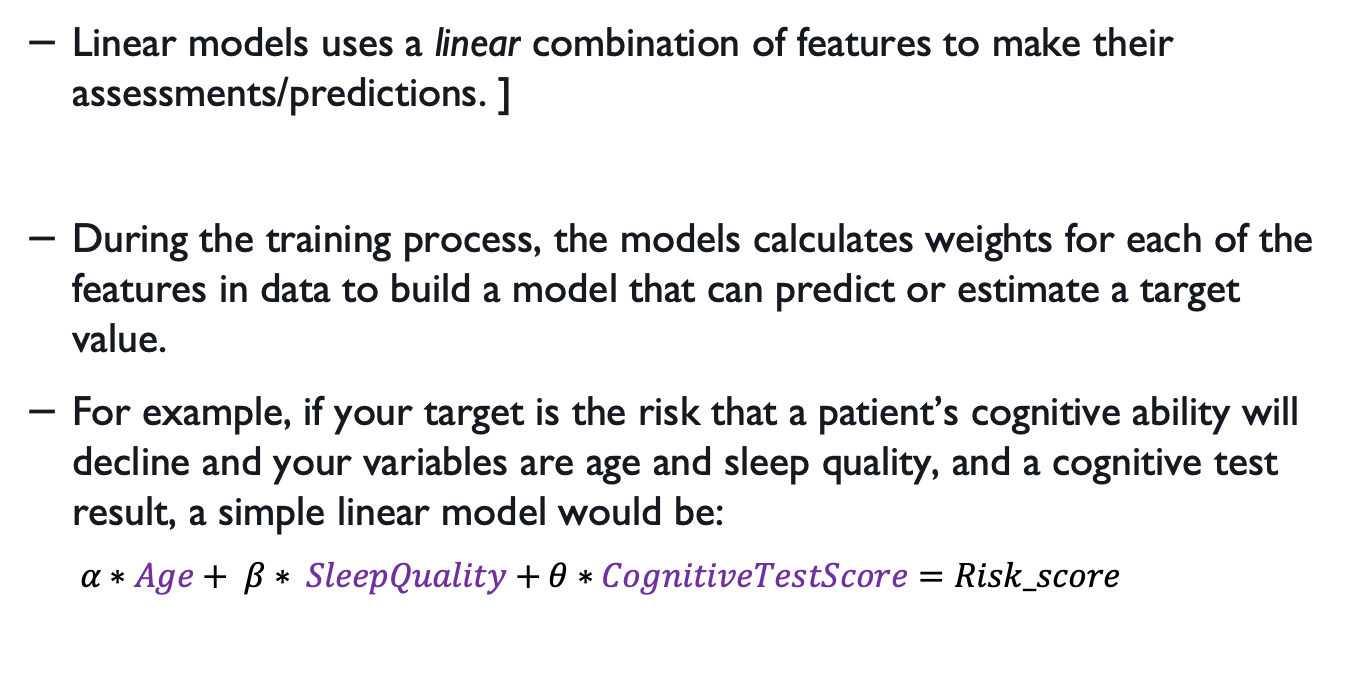 – Linear models uses a linear combination of features to make their
assessments/predictions. ]
– During the training process, the models calculates weights for each of the
features in data to build a model that can predict or estimate a target
value.
– For example, if your target is the risk that a patient’s cognitive ability will
decline and your variables are age and sleep quality, and a cognitive test
result, a simple linear model would be:
α * Age + β * SleepQuality + θ * CognitiveTestScore = Risk_score